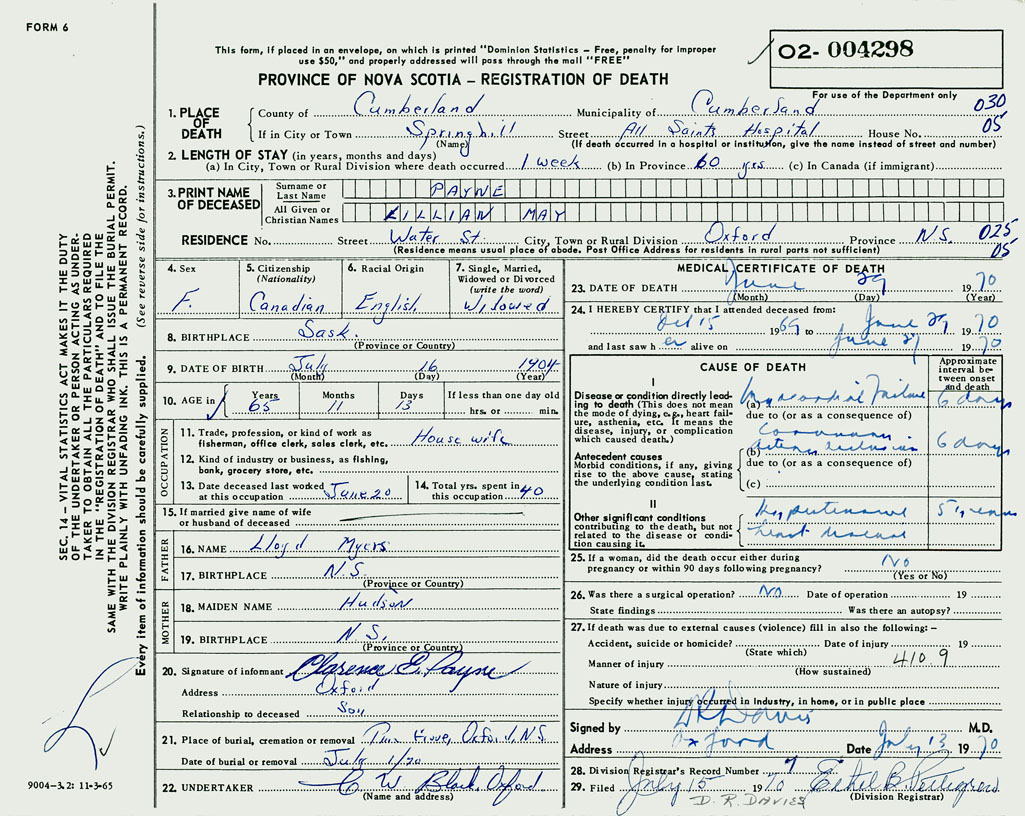 FORM 6
This form, if placed in an envelope, on which is printed "Dominion Statistics – Free, penalty for improper
use $50," and properly addressed will pass through the mail "FREE"
02- 004298
For use of the Department only
PROVINCE OF NOVA SCOTIA – REGISTRATION OF DEATH
SEC. 14 – VITAL STATISTICS ACT MAKES IT THE DUTY
OF THE UNDERTAKER OR PERSON ACTING AS UNDER-
TAKER TO OBTAIN ALL THE PARTICULARS REQUIRED
IN THE "REGISTRATION OF DEATH" AND TO FILE THE
SAME WITH THE DIVISION REGISTRAR WHO SHALL ISSUE THE BURIAL PERMIT.
WRITE PLAINLY WITH UNFADING INK. THIS IS A PERMANENT RECORD.
Every item of information should be carefully supplied. (See reverse side for instructions.)
1. PLACE OF DEATH County of Cumberland Municipality of Cumberland 030
If in City or Town Springhill Street All Saints Hospital House No. 05
(Name) (If death occurred in a hospital or institution, give the name instead of street and number)
2. LENGTH OF STAY (in years, months and days)
(a) In City, Town or Rural Division where death occurred 1 week (b) In Province 60 yrs (c) In Canada (if immigrant)
3. PRINT NAME OF DECEASED Surname or Last Name PAYNE
All Given or Christian Names LILLIAN MAY
RESIDENCE No. Street Water St. City, Town or Rural Division Oxford Province N.S. 025
(Residence means usual place of abode. Post Office Address for residents in rural parts not sufficient) 05
4. Sex 5. Citizenship (Nationality) 6. Racial Origin 7. Single, Married, Widowed or Divorced (write the word)
F. Canadian English Widowed
8. BIRTHPLACE Sask.
(Province or Country)
9. DATE OF BIRTH July 16 1904
(Month) (Day) (Year)
10. AGE in Years Months Days If less than one day old
65 11 13 hrs. or min.
OCCUPATION
11. Trade, profession, or kind of work as
fishermen, office clerk, sales clerk, etc. House wife
12. Kind of industry or business, as fishing,
bank, grocery store, etc.
13. Date deceased last worked at this occupation June 20 14. Total yrs. spent in this occupation 40
15. If married give name of wife
or husband of deceased
FATHER
16. NAME Lloyd Myers
17. BIRTHPLACE N.S.
(Province or Country)
MOTHER
18. MAIDEN NAME Hudson
19. BIRTHPLACE N.S.
(Province or Country)
20. Signature of informant Clarence E. Payne
Address Oxford
Relationship to deceased Son
21. Place of burial, cremation or removal Pine Grove, Oxford, N.S.
Date of burial or removal July 1/70
22. UNDERTAKER C W Black, Oxford
(Name and address)
9004-3.2: 11-3-65
MEDICAL CERTIFICATE OF DEATH
23. DATE OF DEATH June 29 1970
(Month) (Day) (Year)
24. I HEREBY CERTIFY that I attended deceased from:
Oct 15 1969 to June 29 1970
and last saw her alive on June 29 1970
CAUSE OF DEATH
Approximate interval between onset and death
I
Disease or condition directly lead-
ing to death (This does not mean
the mode of dying, e.g., heart fail-
ure, asthenia, etc. It means the
disease, injury, or complication
which caused death.)
(a) Myocardial Failure 6 days
due to (or as a consequence of)
Antecedent causes
Morbid conditions, if any, giving
rise to the above cause, stating
the underlying condition last.
(b) Coronary artery occlusion 6 days
due to (or as a consequence of)
(c)
II
Other significant conditions
contributing to the death, but not
related to the disease or condi-
tion causing it.
Hypertensive heart disease 5 years
25. If a woman, did the death occur either during
pregnancy or within 90 days following pregnancy? No
(Yes or No)
26. Was there a surgical operation? No Date of operation 19
State findings Was there an autopsy?
27. If death was due to external causes (violence) fill in also the following: –
Accident, suicide or homicide? Date of injury 19
(State which)
Manner of injury 410.9
(How sustained)
Nature of injury
Specify whether injury occurred in industry, in home, or in public place
Signed by D R Davis M.D.
Address Oxford Date July 13 1970
28. Division Registrar's Record Number 9
29. Filed July 15 1970 Ethel B. Pettigrew
D. R. DAVIES (Division Registrar)